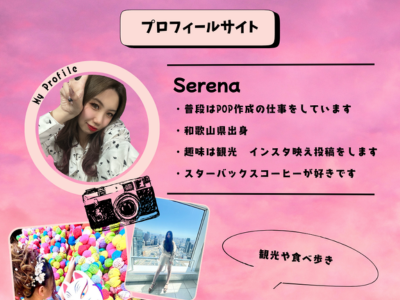 プロフィールサイト
My Profile
Serena
・普段はPOP作成の仕事をしています
・和歌山県出身
・趣味は観光　インスタ映え投稿をします
・スターバックスコーヒーが好きです
観光や食べ歩き